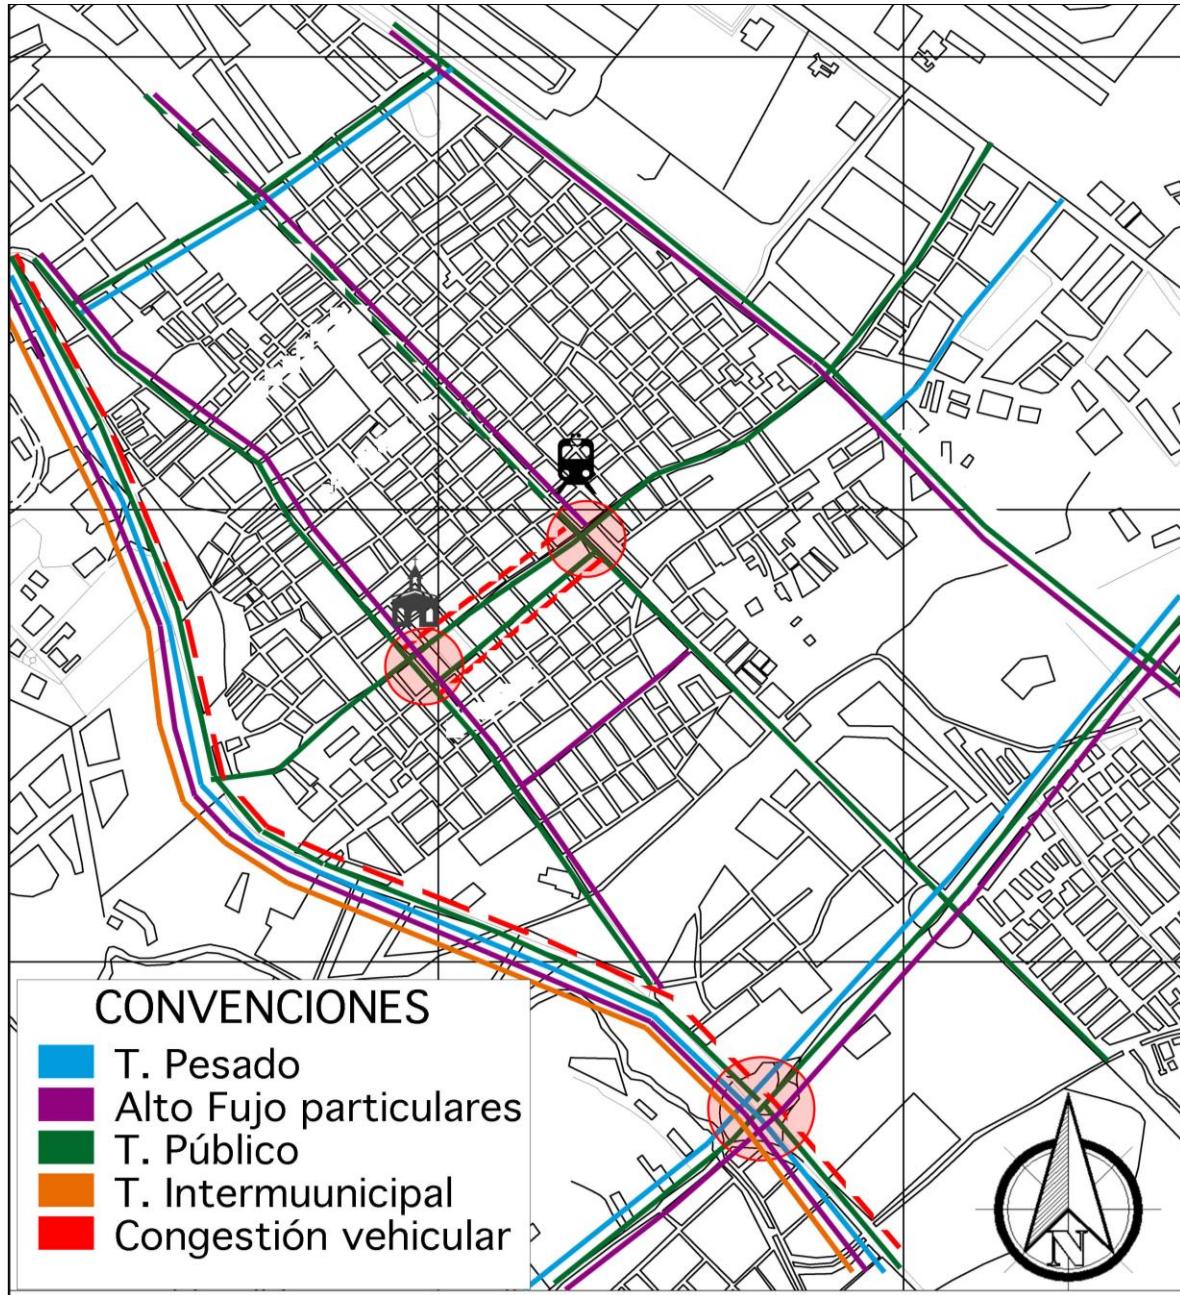 CONVENCIONES
T. Pesado
Alto Fujo particulares
T. Público
T. Intermuunicipal
Congestión vehicular
N